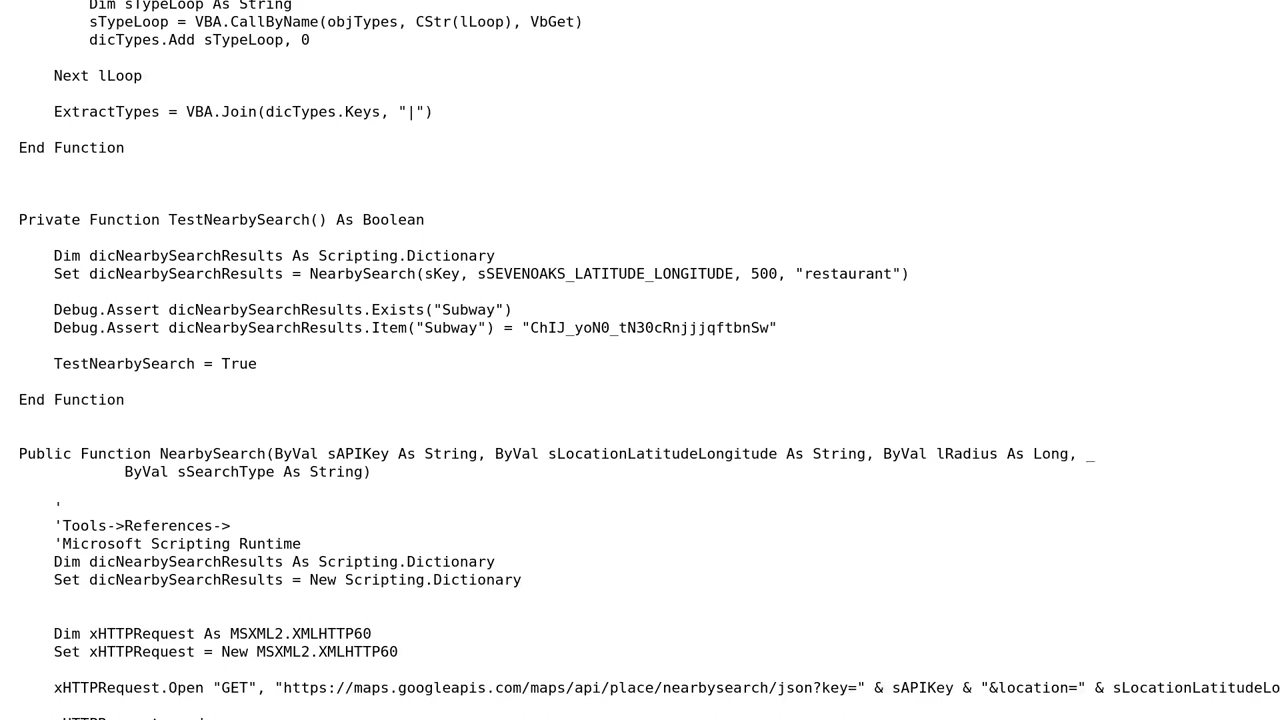 Dim sTypeLoop As String
sTypeLoop = VBA.CallByName(objTypes, CStr(lLoop), VbGet)
dicTypes.Add sTypeLoop, 0
Next lLoop
ExtractTypes = VBA.Join(dicTypes.Keys, "|")
End Function
Private Function TestNearbySearch() As Boolean
Dim dicNearbySearchResults As Scripting.Dictionary
Set dicNearbySearchResults = NearbySearch(sKey, sSEVENOAKS_LATITUDE_LONGITUDE, 500, "restaurant")
Debug.Assert dicNearbySearchResults.Exists("Subway")
Debug.Assert dicNearbySearchResults.Item("Subway") = "ChIJ_yoN0_tN30cRnjjjqftbnSw"
TestNearbySearch = True
End Function
Public Function NearbySearch(ByVal sAPIKey As String, ByVal sLocationLatitudeLongitude As String, ByVal lRadius As Long, _
ByVal sSearchType As String)
'
'Tools->References->
'Microsoft Scripting Runtime
Dim dicNearbySearchResults As Scripting.Dictionary
Set dicNearbySearchResults = New Scripting.Dictionary
Dim xHTTPRequest As MSXML2.XMLHTTP60
Set xHTTPRequest = New MSXML2.XMLHTTP60
xHTTPRequest.Open "GET", "https://maps.googleapis.com/maps/api/place/nearbysearch/json?key=" & sAPIKey & "&location=" & sLocationLatitudeLo